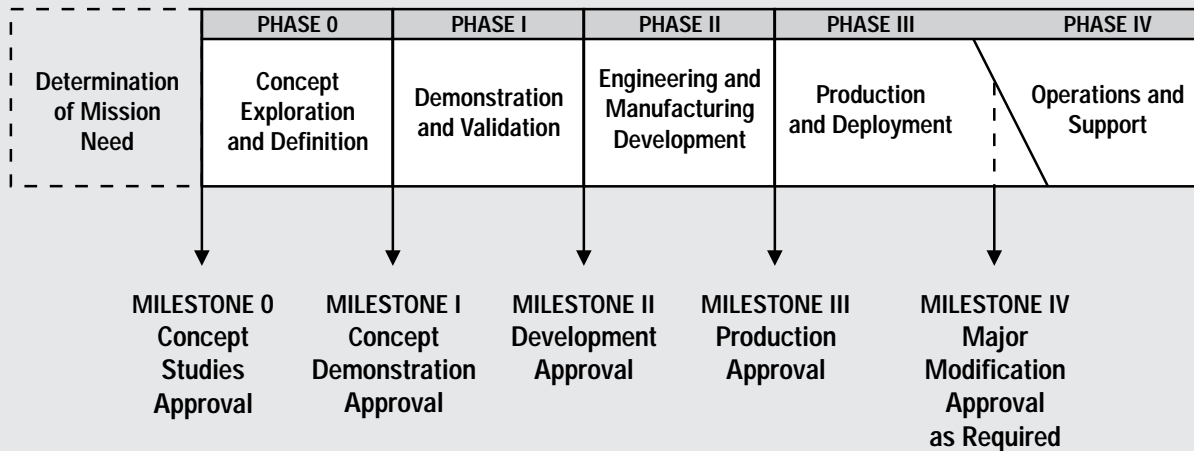 PHASE 0
PHASE I
PHASE II
PHASE III
PHASE IV
Determination
of Mission
Need
Concept
Exploration
and Definition
Demonstration
and Validation
Engineering and
Manufacturing
Development
Production
and Deployment
Operations and
Support
MILESTONE 0
Concept
Studies
Approval
MILESTONE I
Concept
Demonstration
Approval
MILESTONE II
Development
Approval
MILESTONE III
Production
Approval
MILESTONE IV
Major
Modification
Approval
as Required